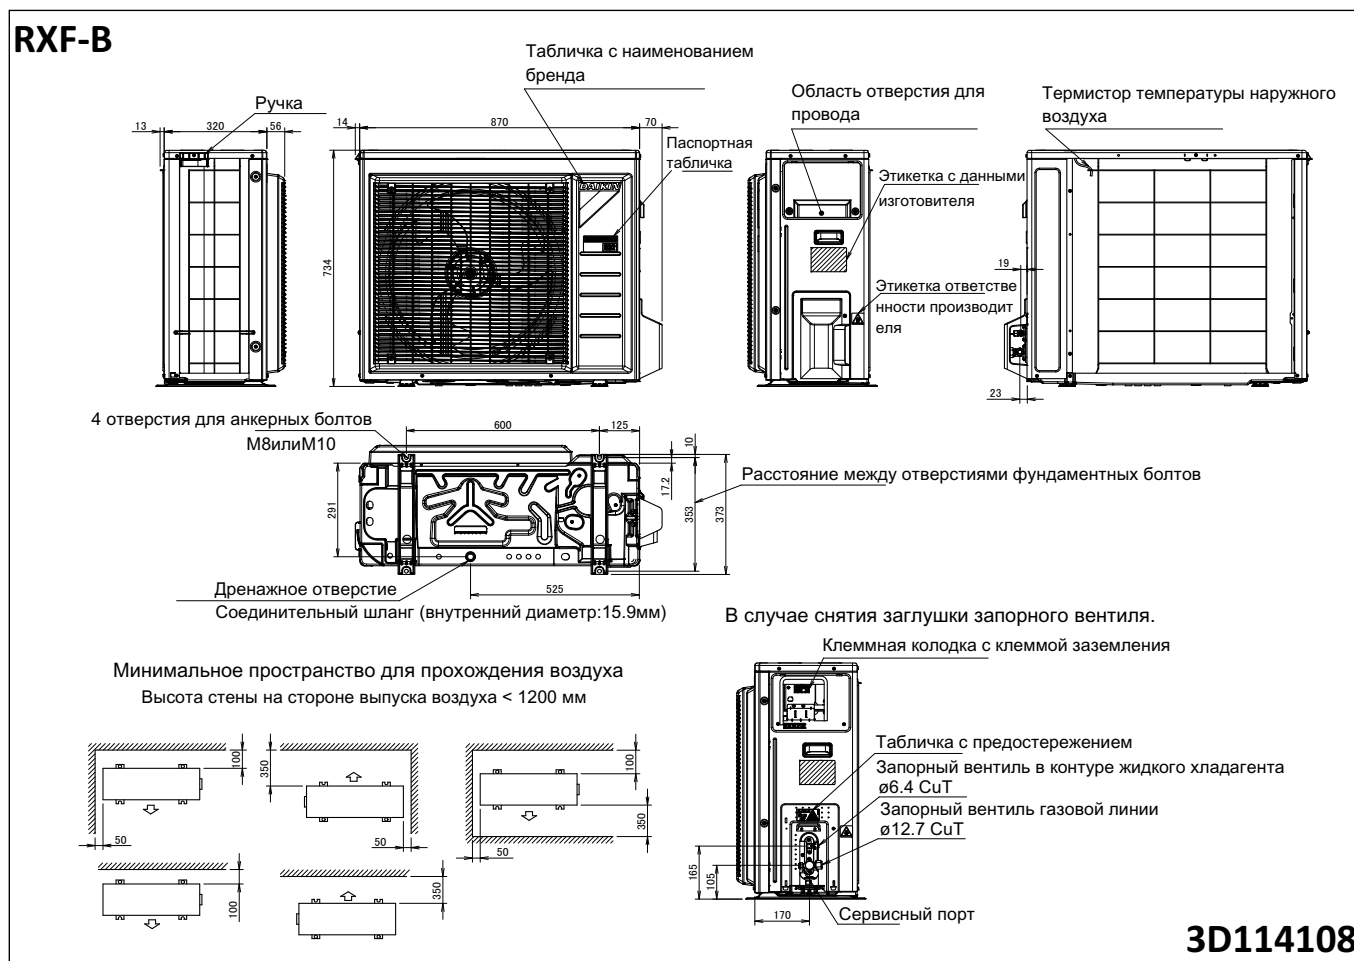 RXF-B
Табличка с наименованием
бренда
Ручка
Область отверстия для
провода
Термистор температуры наружного
воздуха
13
320
56
14
870
70
Паспортная
табличка
DAIKIN
Этикетка с данными
изготовителя
734
19
Этикетка ответстве
нности производит
еля
23
4 отверстия для анкерных болтов
M8илиM10
600
125
10
17.2
353
373
291
Расстояние между отверстиями фундаментных болтов
Дренажное отверстие
525
Соединительный шланг (внутренний диаметр:15.9мм)
В случае снятия заглушки запорного вентиля.
Клеммная колодка с клеммой заземления
Минимальное пространство для прохождения воздуха
Высота стены на стороне выпуска воздуха < 1200 мм
Табличка с предостережением
Запорный вентиль в контуре жидкого хладагента
ø6.4 CuT
Запорный вентиль газовой линии
ø12.7 CuT
100
350
100
350
50
50
50
100
350
165
105
170
Сервисный порт
3D114108